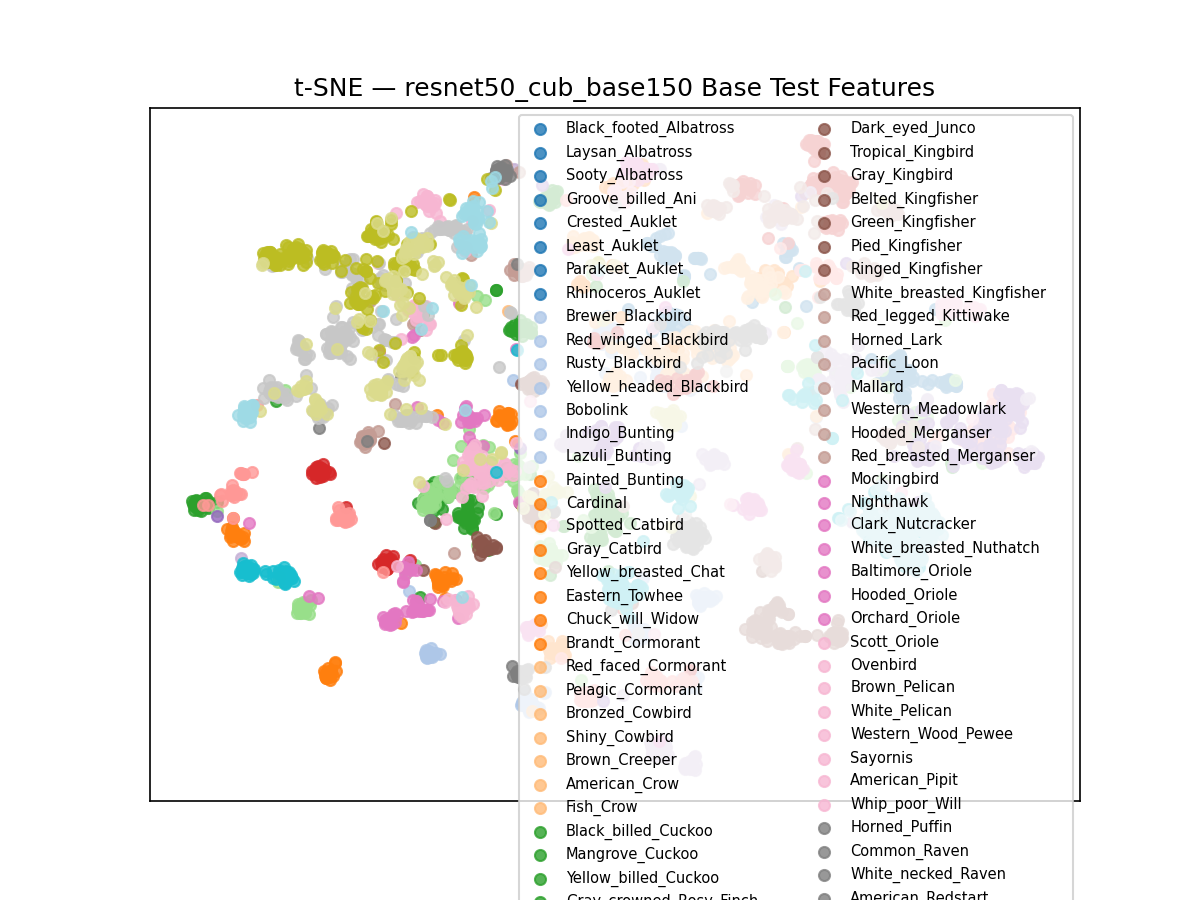 t-SNE — resnet50_cub_base150 Base Test Features
Black_footed_Albatross
Laysan_Albatross
Sooty_Albatross
Groove_billed_Ani
Crested_Auklet
Least_Auklet
Parakeet_Auklet
Rhinoceros_Auklet
Brewer_Blackbird
Red_winged_Blackbird
Rusty_Blackbird
Yellow_headed_Blackbird
Bobolink
Indigo_Bunting
Lazuli_Bunting
Painted_Bunting
Cardinal
Spotted_Catbird
Gray_Catbird
Yellow_breasted_Chat
Eastern_Towhee
Chuck_will_Widow
Brandt_Cormorant
Red_faced_Cormorant
Pelagic_Cormorant
Bronzed_Cowbird
Shiny_Cowbird
Brown_Creeper
American_Crow
Fish_Crow
Black_billed_Cuckoo
Mangrove_Cuckoo
Yellow_billed_Cuckoo
Gray_crowned_Rosy_Finch
Dark_eyed_Junco
Tropical_Kingbird
Gray_Kingbird
Belted_Kingfisher
Green_Kingfisher
Pied_Kingfisher
Ringed_Kingfisher
White_breasted_Kingfisher
Red_legged_Kittiwake
Horned_Lark
Pacific_Loon
Mallard
Western_Meadowlark
Hooded_Merganser
Red_breasted_Merganser
Mockingbird
Nighthawk
Clark_Nutcracker
White_breasted_Nuthatch
Baltimore_Oriole
Hooded_Oriole
Orchard_Oriole
Scott_Oriole
Ovenbird
Brown_Pelican
White_Pelican
Western_Wood_Pewee
Sayornis
American_Pipit
Whip_poor_Will
Horned_Puffin
Common_Raven
White_necked_Raven
American_Redstart